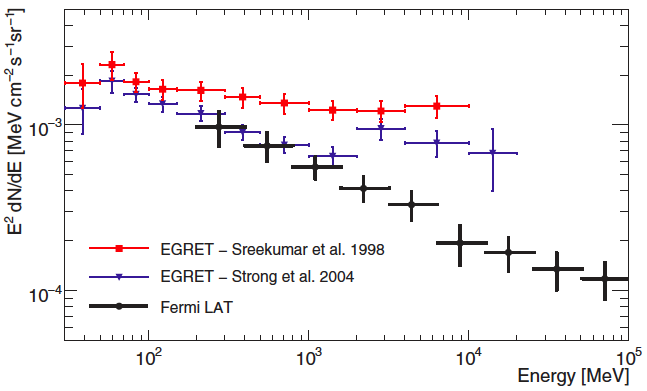 E² dN/dE [MeV cm⁻² s⁻¹ sr⁻¹]
10⁻³
10⁻⁴
EGRET – Sreekumar et al. 1998
EGRET – Strong et al. 2004
Fermi LAT
10² 10³ 10⁴ 10⁵
Energy [MeV]